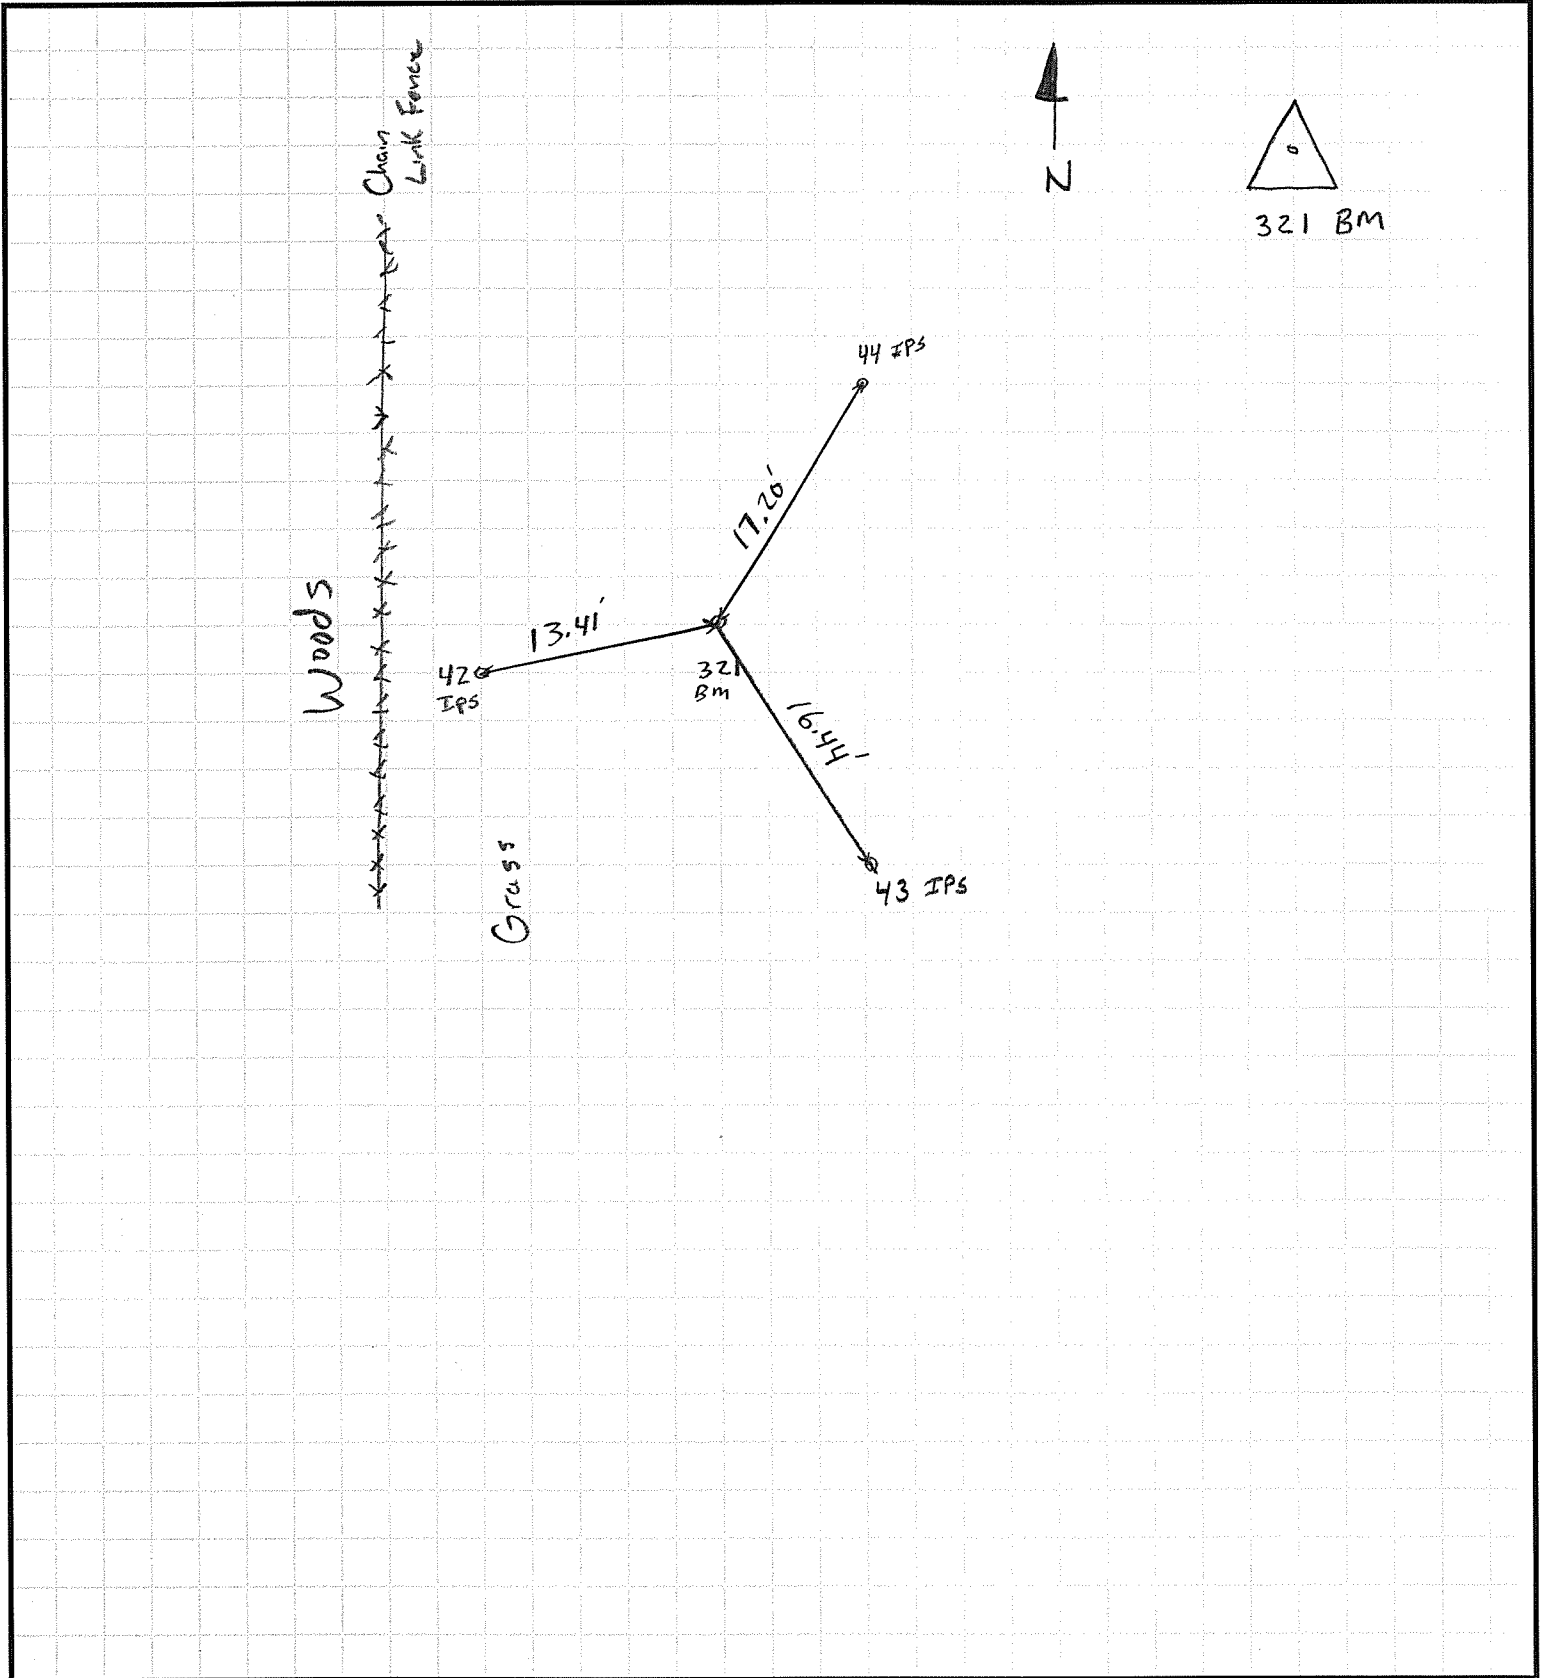 Chain
Link Fence
N
321 BM
44 IPS
17.20'
Woods
13.41'
42
IPS
321
BM
16.44'
Grass
43 IPS